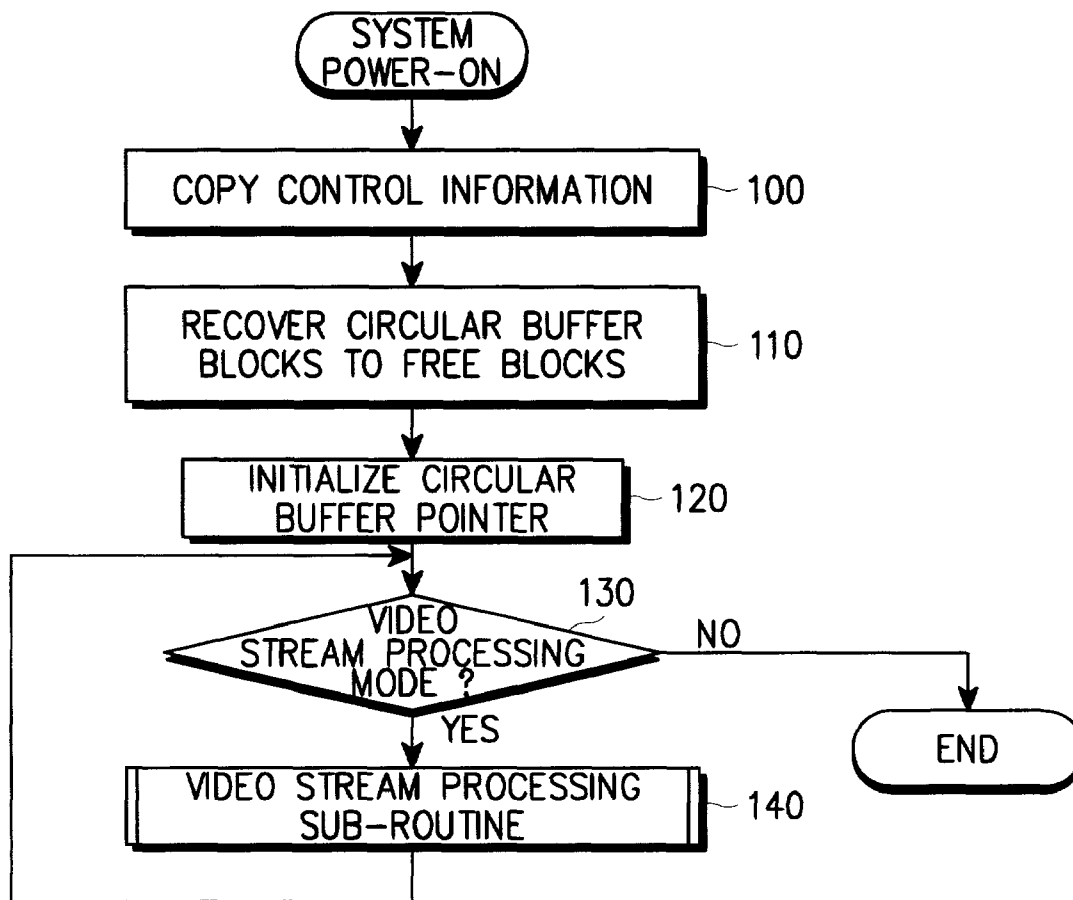 SYSTEM
POWER-ON
COPY CONTROL INFORMATION
100
RECOVER CIRCULAR BUFFER
BLOCKS TO FREE BLOCKS
110
INITIALIZE CIRCULAR
BUFFER POINTER
120
130
VIDEO
STREAM PROCESSING
MODE ?
NO
YES
END
VIDEO STREAM PROCESSING
SUB-ROUTINE
140